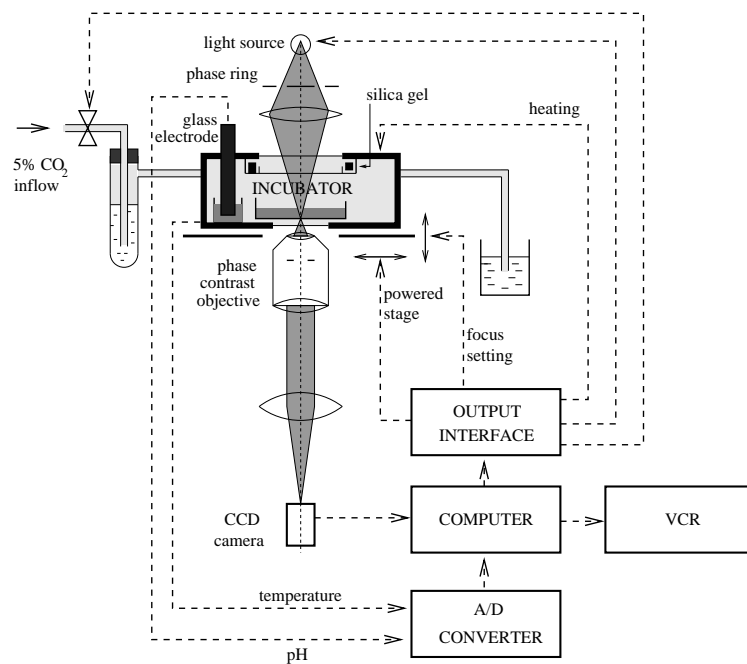 light source
phase ring
silica gel
glass
electrode
heating
5% CO2
inflow
INCUBATOR
phase
contrast
objective
powered
stage
focus
setting
OUTPUT
INTERFACE
CCD
camera
COMPUTER
VCR
temperature
A/D
CONVERTER
pH